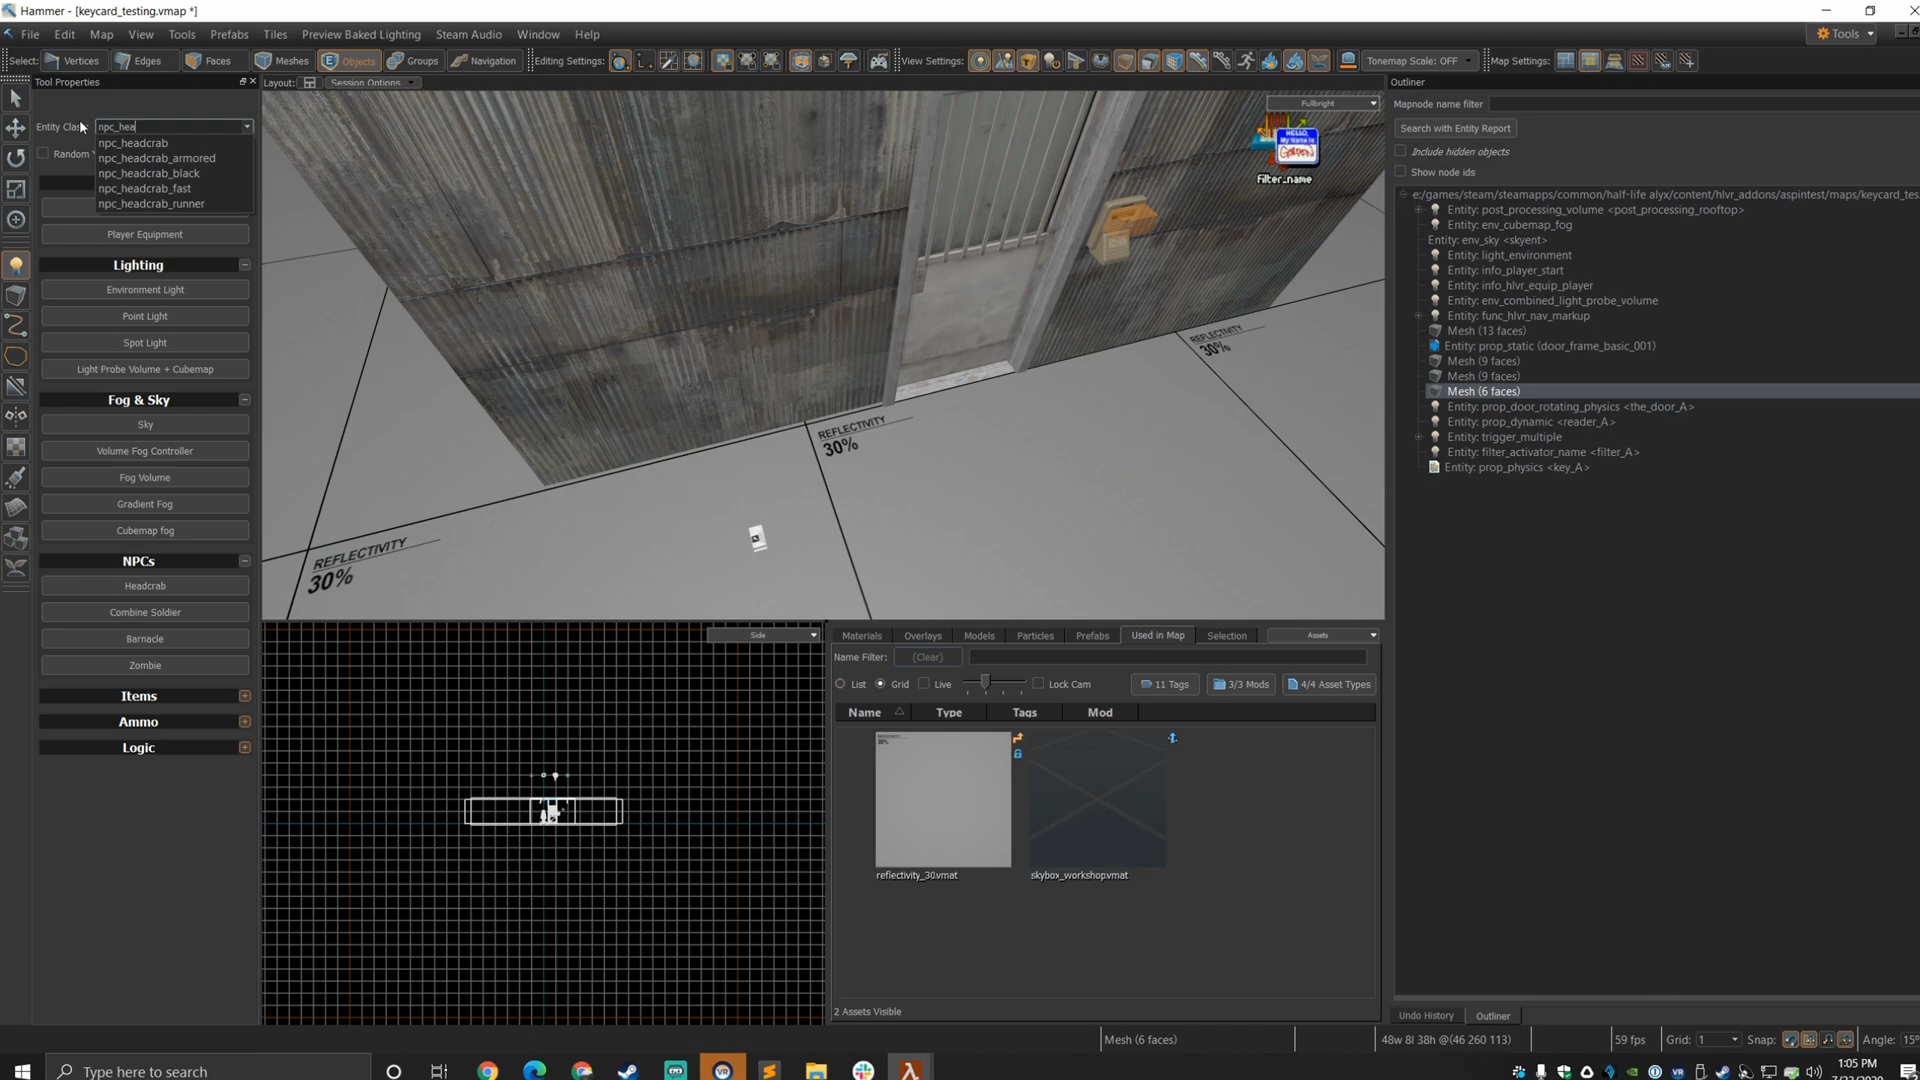 Hammer - [keycard_testing.vmap *]
File Edit Map View Tools Prefabs Tiles Preview Baked Lighting Steam Audio Window Help
Tools
Select: Vertices Edges Faces Meshes Objects Groups Navigation Editing Settings: View Settings: Tonemap Scale: OFF Map Settings:
Tool Properties
Layout: Session Options
Outliner
Entity Clas npc_hea
npc_headcrab
npc_headcrab_armored
npc_headcrab_black
npc_headcrab_fast
npc_headcrab_runner
Random
Player Equipment
Lighting
Environment Light
Point Light
Spot Light
Light Probe Volume + Cubemap
Fog & Sky
Sky
Volume Fog Controller
Fog Volume
Gradient Fog
Cubemap fog
NPCs
Headcrab
Combine Soldier
Barnacle
Zombie
Items
Ammo
Logic
Fullbright
HELLO,
My Name is
GORDON
Filter_name
REFLECTIVITY
30%
REFLECTIVITY
30%
REFLECTIVITY
30%
Mapnode name filter
Search with Entity Report
Include hidden objects
Show node ids
e:/games/steam/steamapps/common/half-life alyx/content/hlvr_addons/aspintest/maps/keycard_tes
Entity: post_processing_volume <post_processing_rooftop>
Entity: env_cubemap_fog
Entity: env_sky <skyent>
Entity: light_environment
Entity: info_player_start
Entity: info_hlvr_equip_player
Entity: env_combined_light_probe_volume
Entity: func_hlvr_nav_markup
Mesh (13 faces)
Entity: prop_static (door_frame_basic_001)
Mesh (9 faces)
Mesh (9 faces)
Mesh (6 faces)
Entity: prop_door_rotating_physics <the_door_A>
Entity: prop_dynamic <reader_A>
Entity: trigger_multiple
Entity: filter_activator_name <filter_A>
Entity: prop_physics <key_A>
Side
Materials Overlays Models Particles Prefabs Used in Map Selection Assets
Name Filter: (Clear)
List Grid Live Lock Cam 11 Tags 3/3 Mods 4/4 Asset Types
Name Type Tags Mod
reflectivity_30.vmat
skybox_workshop.vmat
2 Assets Visible
Undo History Outliner
Mesh (6 faces) 48w 8l 38h @(46 260 113) 59 fps Grid: 1 Snap: Angle: 15°
Type here to search
1:05 PM